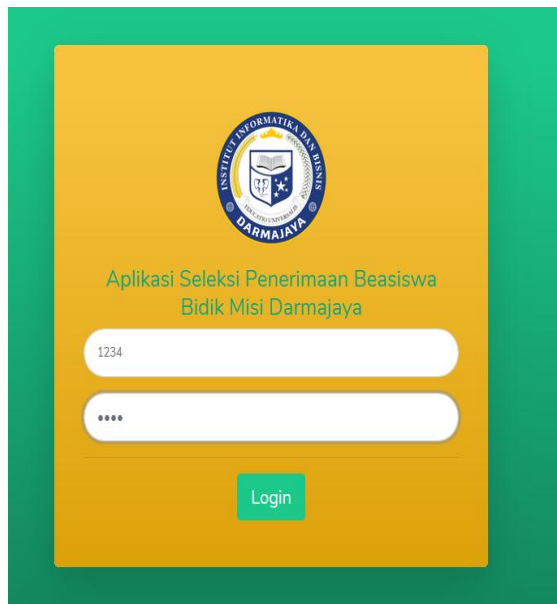 INSTITUT INFORMATIKA DAN BISNIS
DARMAJAYA
Aplikasi Seleksi Penerimaan Beasiswa
Bidik Misi Darmajaya
1234
••••
Login